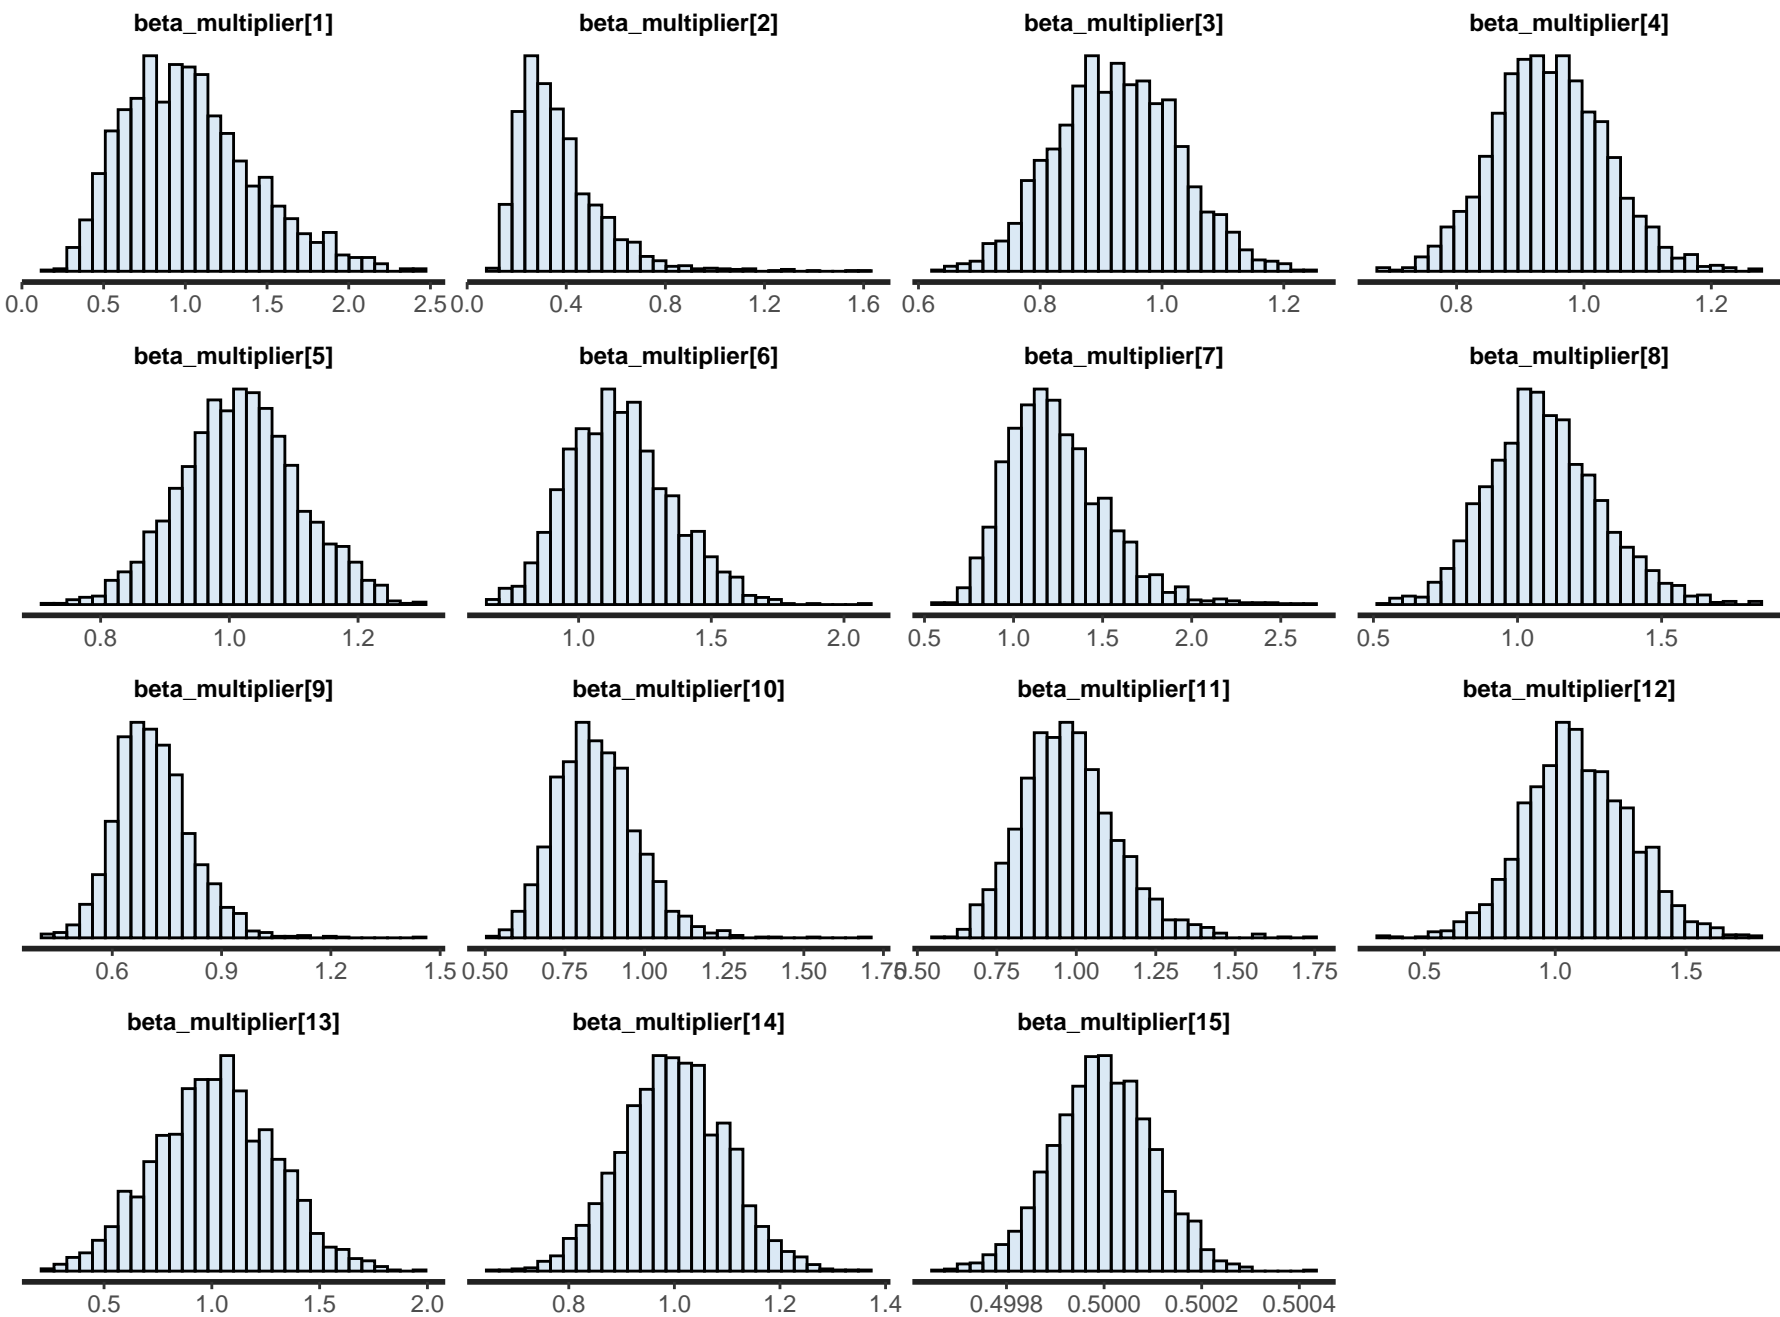 beta_multiplier[1] beta_multiplier[2] beta_multiplier[3] beta_multiplier[4]
0.0 0.5 1.0 1.5 2.0 2.5 0.0 0.4 0.8 1.2 1.6 0.6 0.8 1.0 1.2 0.8 1.0 1.2
beta_multiplier[5] beta_multiplier[6] beta_multiplier[7] beta_multiplier[8]
0.8 1.0 1.2 1.0 1.5 2.0 0.5 1.0 1.5 2.0 2.5 0.5 1.0 1.5
beta_multiplier[9] beta_multiplier[10] beta_multiplier[11] beta_multiplier[12]
0.6 0.9 1.2 1.5 0.50 0.75 1.00 1.25 1.50 1.75 0.50 0.75 1.00 1.25 1.50 1.75 0.5 1.0 1.5
beta_multiplier[13] beta_multiplier[14] beta_multiplier[15]
0.5 1.0 1.5 2.0 0.8 1.0 1.2 1.4 0.4998 0.5000 0.5002 0.5004